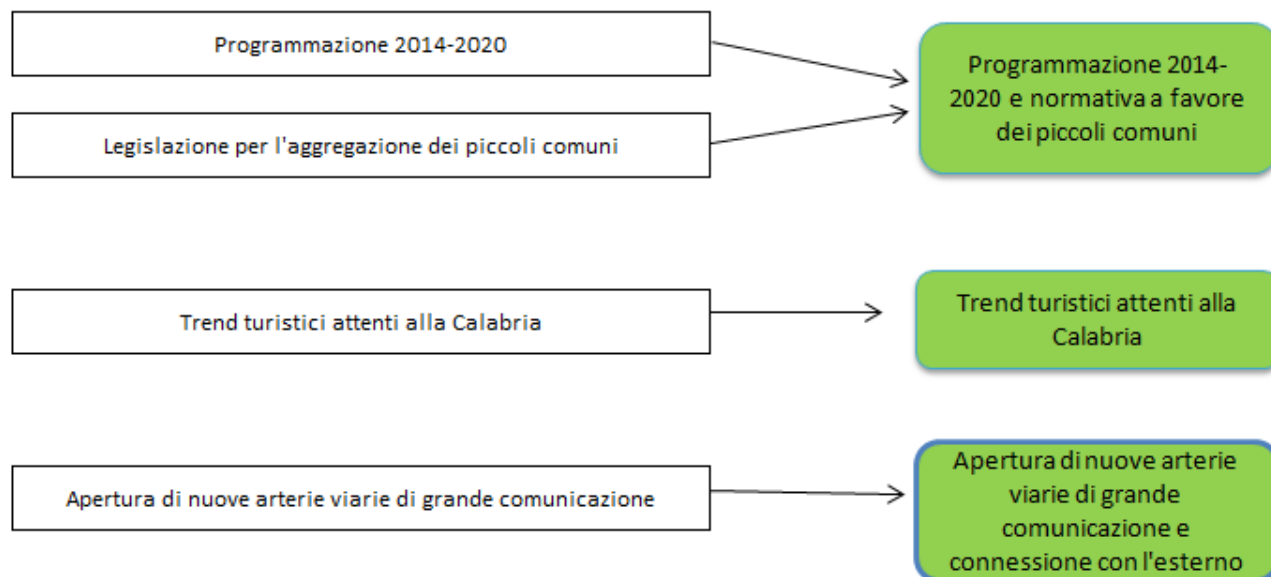 Programmazione 2014-2020
Legislazione per l'aggregazione dei piccoli comuni
Programmazione 2014-
2020 e normativa a favore
dei piccoli comuni
Trend turistici attenti alla Calabria
Trend turistici attenti alla
Calabria
Apertura di nuove arterie viarie di grande comunicazione
Apertura di nuove arterie
viarie di grande
comunicazione e
connessione con l'esterno